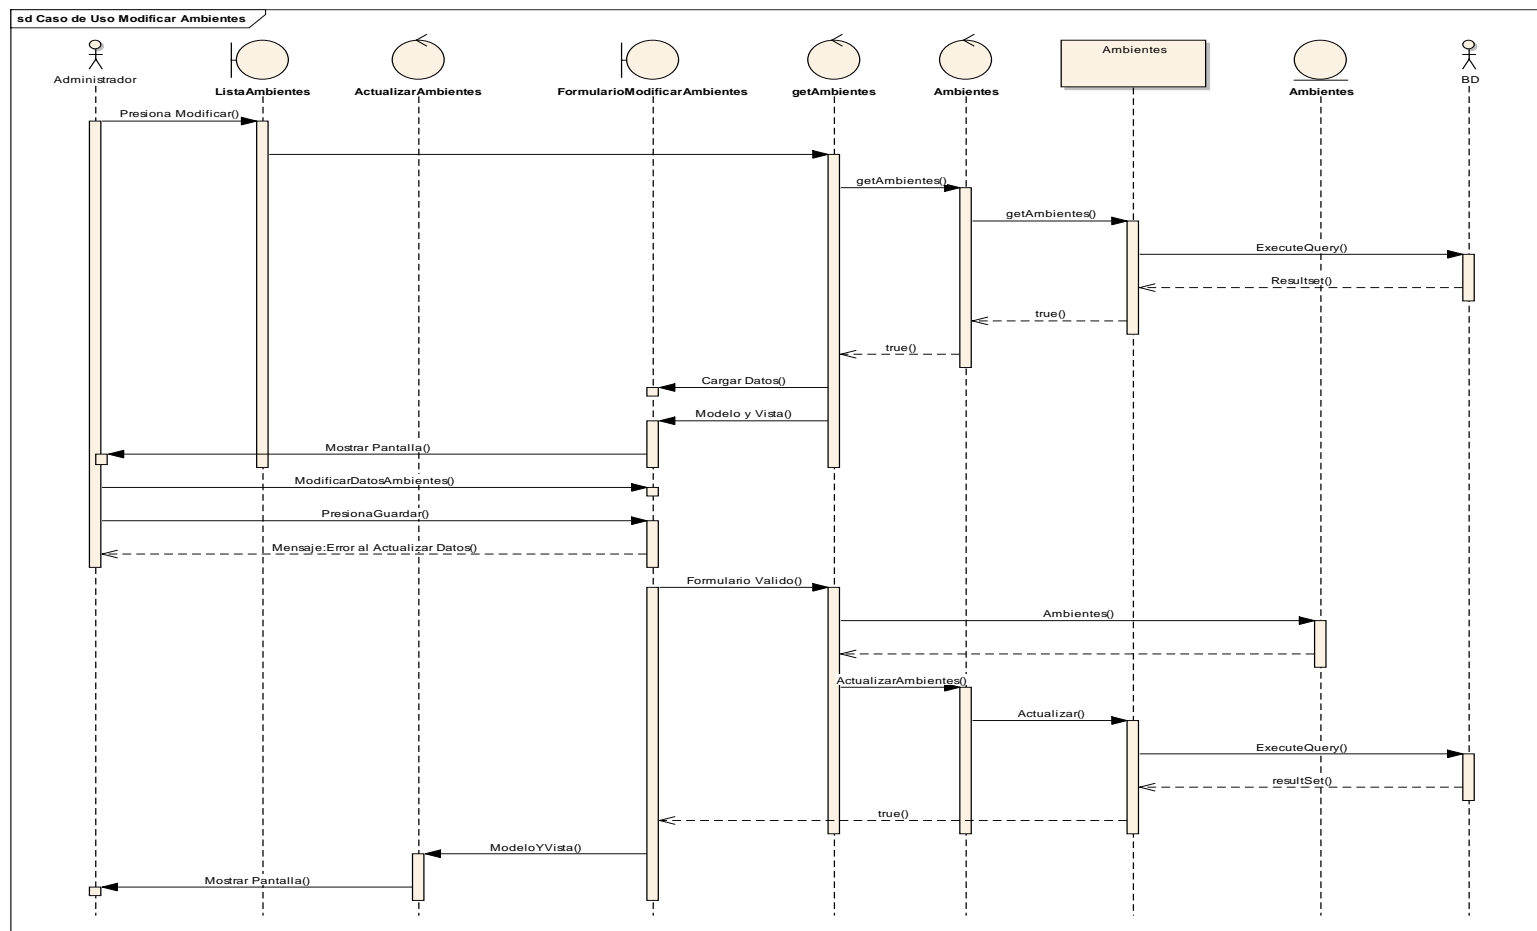 sd Caso de Uso Modificar Ambientes
Administrador
ListaAmbientes
ActualizarAmbientes
FormularioModificarAmbientes
getAmbientes
Ambientes
Ambientes
Ambientes
BD
Presiona Modificar()
getAmbientes()
getAmbientes()
ExecuteQuery()
Resultset()
true()
true()
Cargar Datos()
Modelo y Vista()
Mostrar Pantalla()
ModificarDatosAmbientes()
PresionaGuardar()
Mensaje:Error al Actualizar Datos()
Formulario Valido()
Ambientes()
ActualizarAmbientes()
Actualizar()
ExecuteQuery()
resultSet()
true()
ModeloYVista()
Mostrar Pantalla()